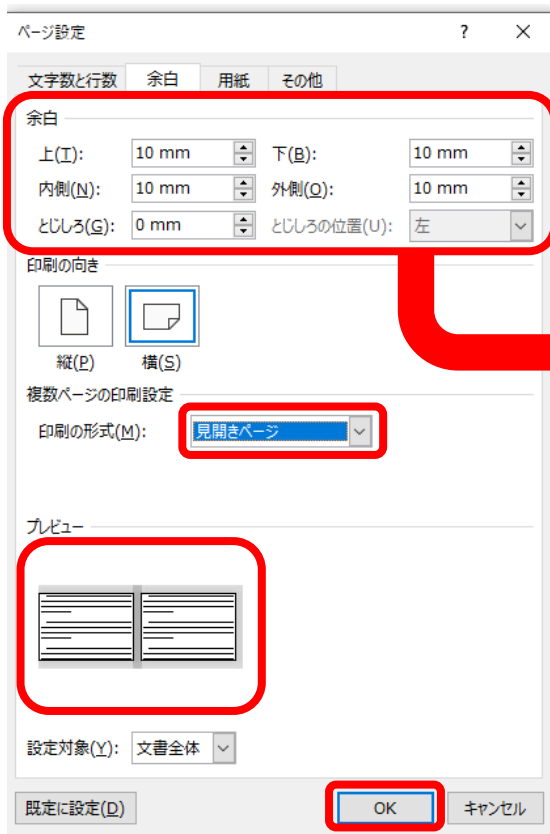 ページ設定 ? ×
文字数と行数 余白 用紙 その他
余白
上(T): 10 mm 下(B): 10 mm
内側(N): 10 mm 外側(O): 10 mm
とじしろ(G): 0 mm とじしろの位置(U): 左
印刷の向き
縦(P) 横(S)
複数ページの印刷設定
印刷の形式(M): 見開きページ
プレビュー
設定対象(Y): 文書全体
既定に設定(D) OK キャンセル